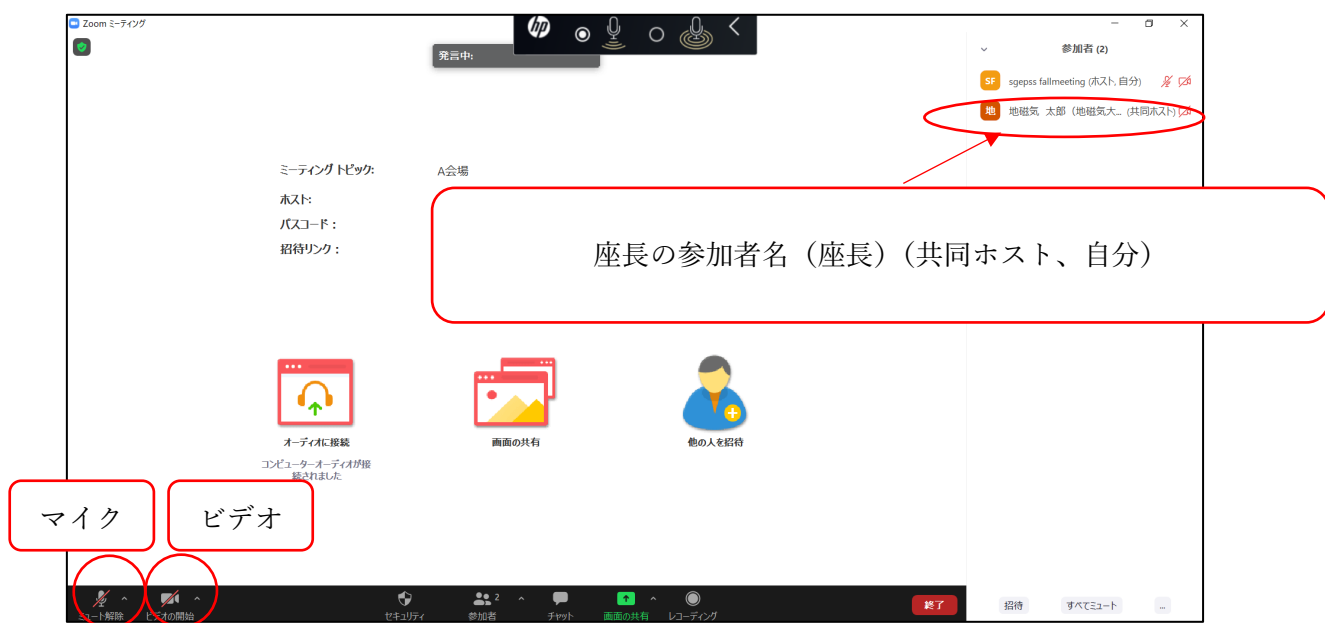 Zoom ミーティング
hp
発言中:
参加者 (2)
SF sgepss fallmeeting (ホスト, 自分)
地 地磁気 太郎（地磁気大... (共同ホスト)
ミーティング トピック: A会場
ホスト:
パスコード：
招待リンク：
座長の参加者名（座長）（共同ホスト、自分）
オーディオに接続
コンピューターオーディオが接
続されました
画面の共有
他の人を招待
マイク
ビデオ
ミュート解除
ビデオの開始
セキュリティ
2
参加者
チャット
画面の共有
レコーディング
終了
招待
すべてミュート
...